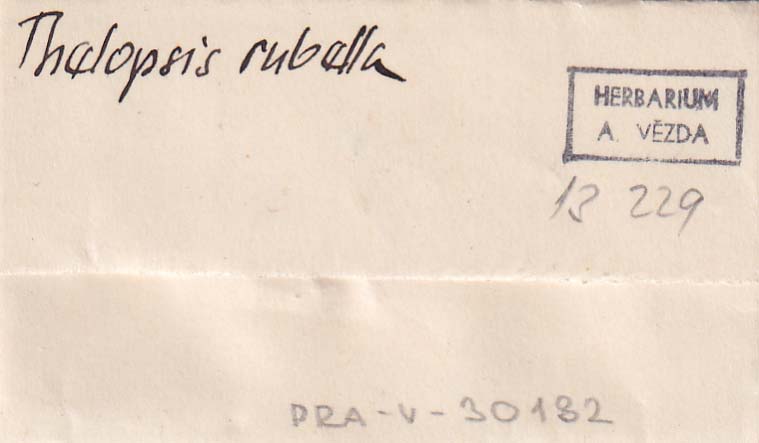 Thelopsis rubella
HERBARIUM
A. VĚZDA
13 229
PRA-V-30182